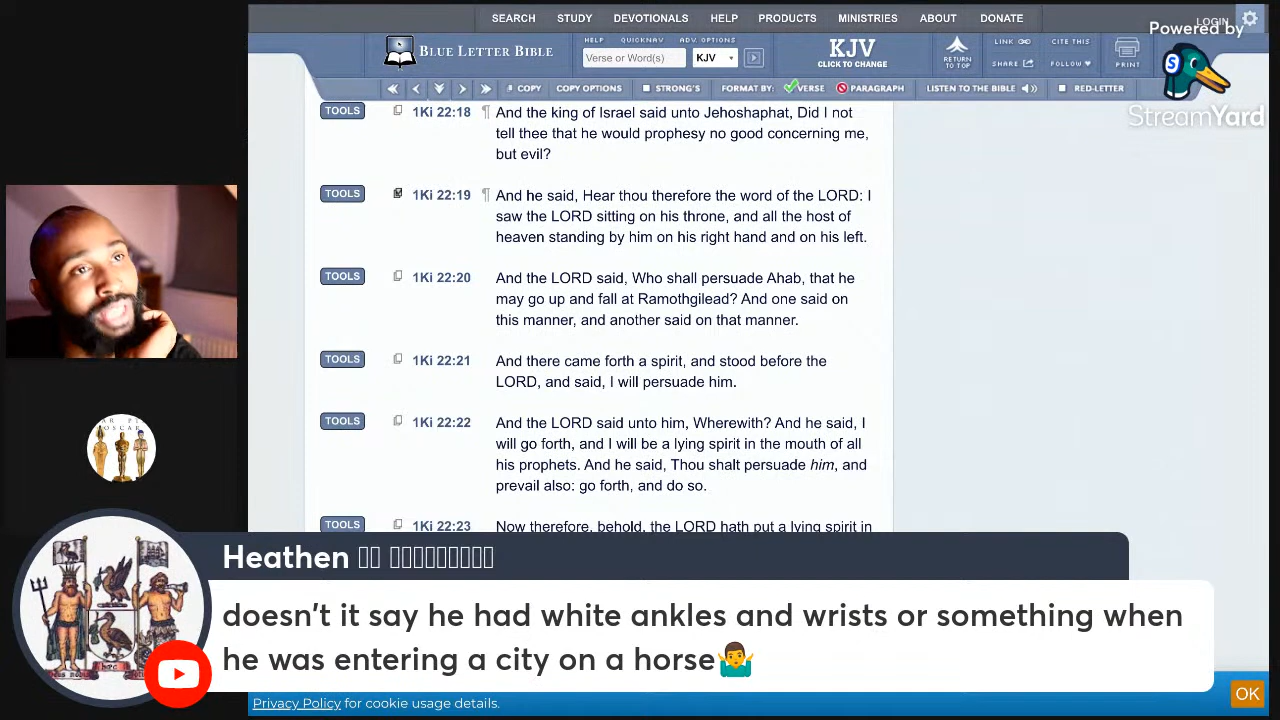 SEARCH STUDY DEVOTIONALS HELP PRODUCTS MINISTRIES ABOUT DONATE LOGIN
Powered by
StreamYard
BLUE LETTER BIBLE
HELP QUICKNAV ADV. OPTIONS
Verse or Word(s) KJV
KJV
CLICK TO CHANGE
RETURN TO TOP
LINK CITE THIS
SHARE FOLLOW
PRINT
COPY COPY OPTIONS STRONG'S FORMAT BY: VERSE PARAGRAPH LISTEN TO THE BIBLE RED-LETTER
TOOLS 1Ki 22:18 ¶ And the king of Israel said unto Jehoshaphat, Did I not
tell thee that he would prophesy no good concerning me,
but evil?
TOOLS 1Ki 22:19 ¶ And he said, Hear thou therefore the word of the LORD: I
saw the LORD sitting on his throne, and all the host of
heaven standing by him on his right hand and on his left.
TOOLS 1Ki 22:20 And the LORD said, Who shall persuade Ahab, that he
may go up and fall at Ramothgilead? And one said on
this manner, and another said on that manner.
TOOLS 1Ki 22:21 And there came forth a spirit, and stood before the
LORD, and said, I will persuade him.
TOOLS 1Ki 22:22 And the LORD said unto him, Wherewith? And he said, I
will go forth, and I will be a lying spirit in the mouth of all
his prophets. And he said, Thou shalt persuade him, and
prevail also: go forth, and do so.
TOOLS 1Ki 22:23 Now therefore, behold, the LORD hath put a lying spirit in
Heathen
doesn't it say he had white ankles and wrists or something when
he was entering a city on a horse🤷‍♂️
Privacy Policy for cookie usage details.
OK